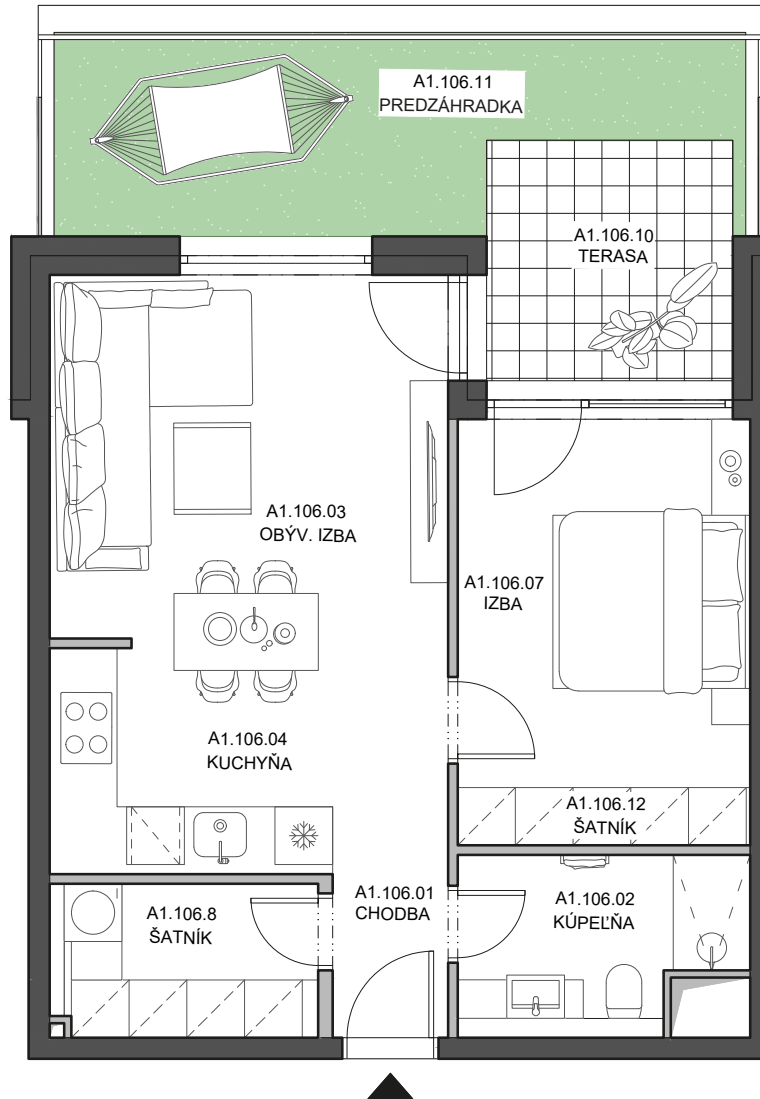 A1.106.11
PREDZÁHRADKA
A1.106.10
TERASA
A1.106.03
OBÝV. IZBA
A1.106.07
IZBA
A1.106.04
KUCHYŇA
A1.106.12
ŠATNÍK
A1.106.8
ŠATNÍK
A1.106.01
CHODBA
A1.106.02
KÚPEĽŇA